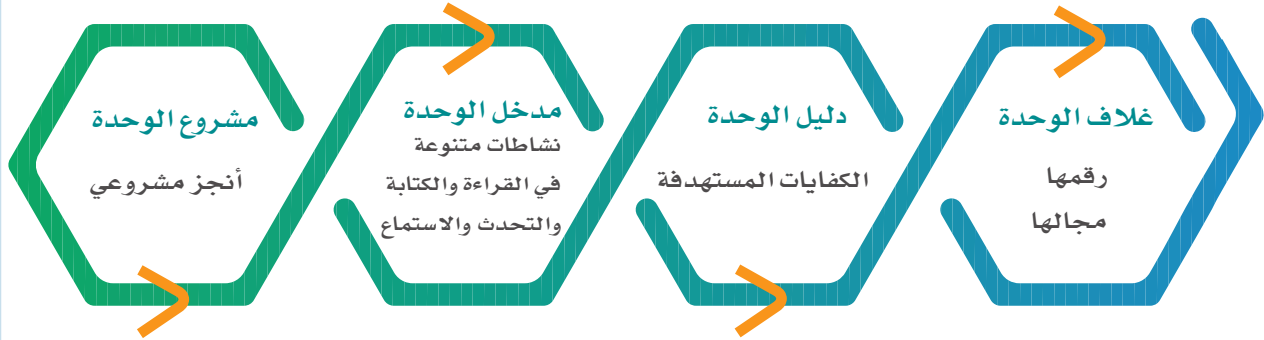 غلاف الوحدة
رقمها
مجالها
دليل الوحدة
الكفايات المستهدفة
مدخل الوحدة
نشاطات متنوعة
في القراءة والكتابة
والتحدث والاستماع
مشروع الوحدة
أنجز مشروعي